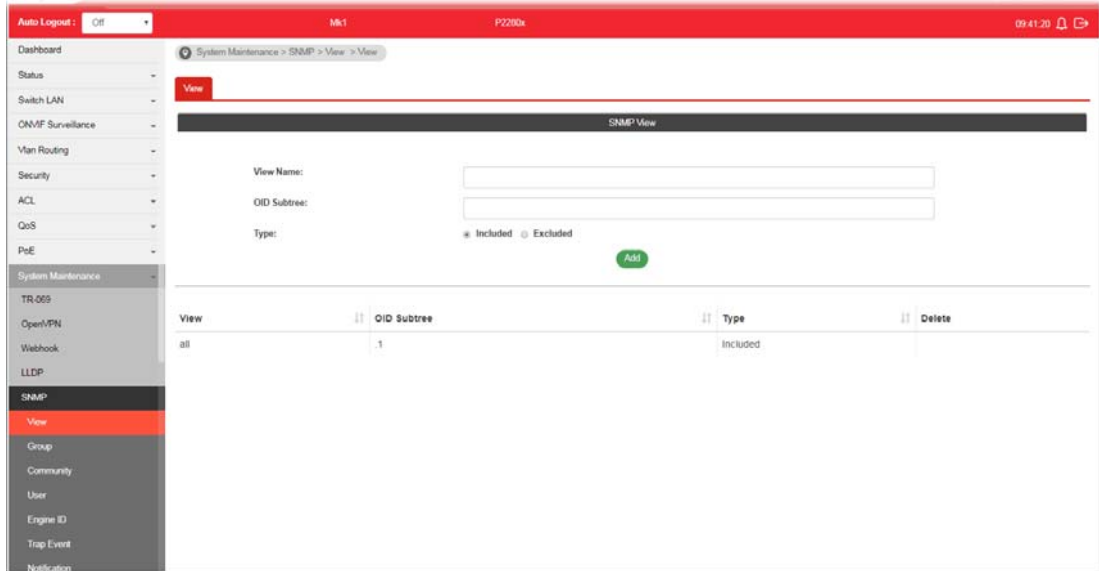 Auto Logout : Off Mk1 P2280x 09:41:20
Dashboard
System Maintenance > SNMP > View > View
Status
Switch LAN
ONVIF Surveillance
Vlan Routing
Security
ACL
QoS
PoE
System Maintenance
TR-069
OpenVPN
Webhook
LLDP
SNMP
View
Group
Community
User
Engine ID
Trap Event
Notification
View
SNMP View
View Name:
OID Subtree:
Type: Included Excluded
Add
View OID Subtree Type Delete
all .1 Included